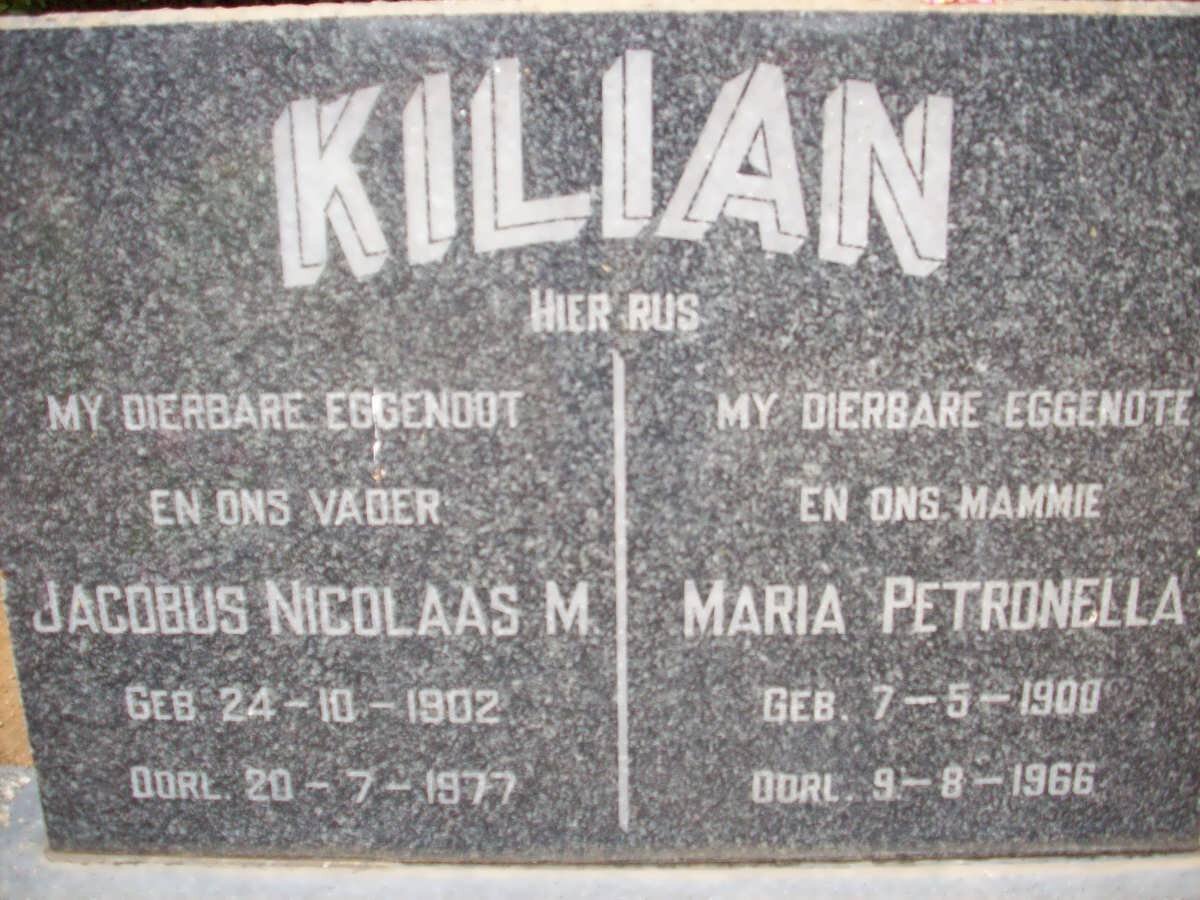 KILIAN
HIER RUS
MY DIERBARE EGGENOOT
EN ONS VADER
JACOBUS NICOLAAS M.
GEB. 24-10-1902
OORL. 20-7-1977
MY DIERBARE EGGENOTE
EN ONS MAMMIE
MARIA PETRONELLA
GEB. 7-5-1900
OORL. 9-8-1966